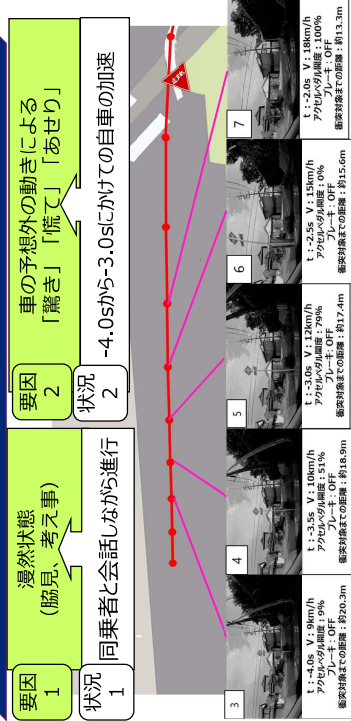 要因
1
漫然状態
(脇見、考え事)
状況
1
同乗者と会話しながら進行
要因
2
車の予想外の動きによる
「驚き」「慌て」「あせり」
状況
2
-4.0sから-3.0sにかけての自車の加速
止まれ
3
t:-4.0s V:9km/h
アクセルペダル開度:9%
ブレーキ:OFF
衝突対象までの距離:約20.3m
4
t:-3.5s V:10km/h
アクセルペダル開度:51%
ブレーキ:OFF
衝突対象までの距離:約18.9m
5
t:-3.0s V:12km/h
アクセルペダル開度:79%
ブレーキ:OFF
衝突対象までの距離:約17.4m
6
t:-2.5s V:15km/h
アクセルペダル開度:0%
ブレーキ:OFF
衝突対象までの距離:約15.6m
7
t:-2.0s V:18km/h
アクセルペダル開度:100%
ブレーキ:OFF
衝突対象までの距離:約13.3m